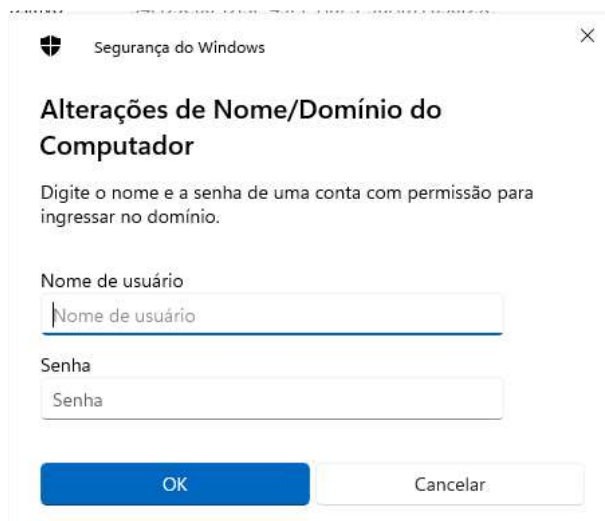 Segurança do Windows
Alterações de Nome/Domínio do
Computador
Digite o nome e a senha de uma conta com permissão para
ingressar no domínio.
Nome de usuário
Nome de usuário
Senha
Senha
OK
Cancelar